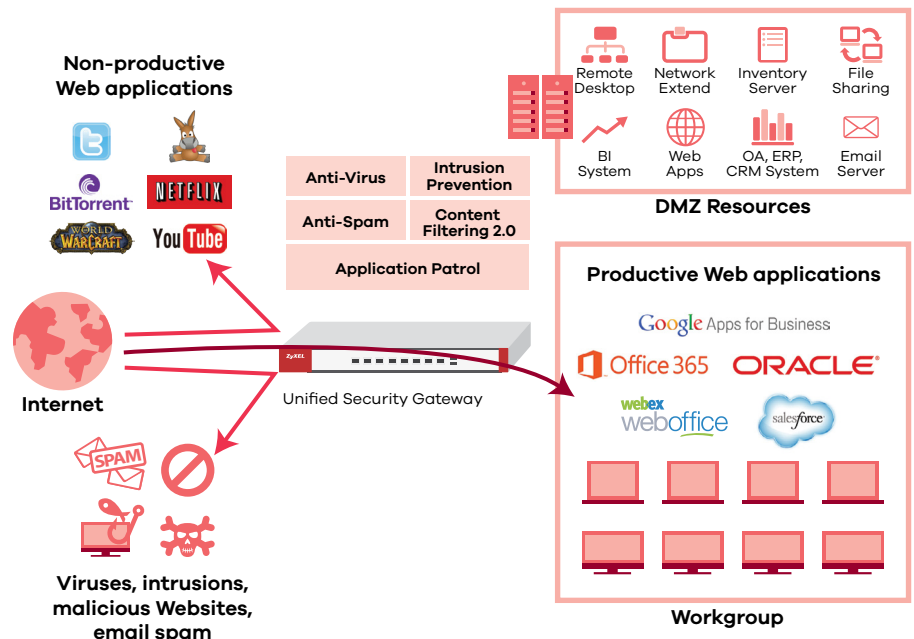 Non-productive
Web applications
BitTorrent
NETFLIX
WORLD
WARCRAFT
YouTube
Internet
SPAM
Viruses, intrusions,
malicious Websites,
email spam
Anti-Virus
Intrusion
Prevention
Anti-Spam
Content
Filtering 2.0
Application Patrol
ZyXEL
Unified Security Gateway
Remote
Desktop
Network
Extend
Inventory
Server
File
Sharing
BI
System
Web
Apps
OA, ERP,
CRM System
Email
Server
DMZ Resources
Productive Web applications
Google Apps for Business
Office 365
ORACLE®
webex
weboffice
salesforce
Workgroup